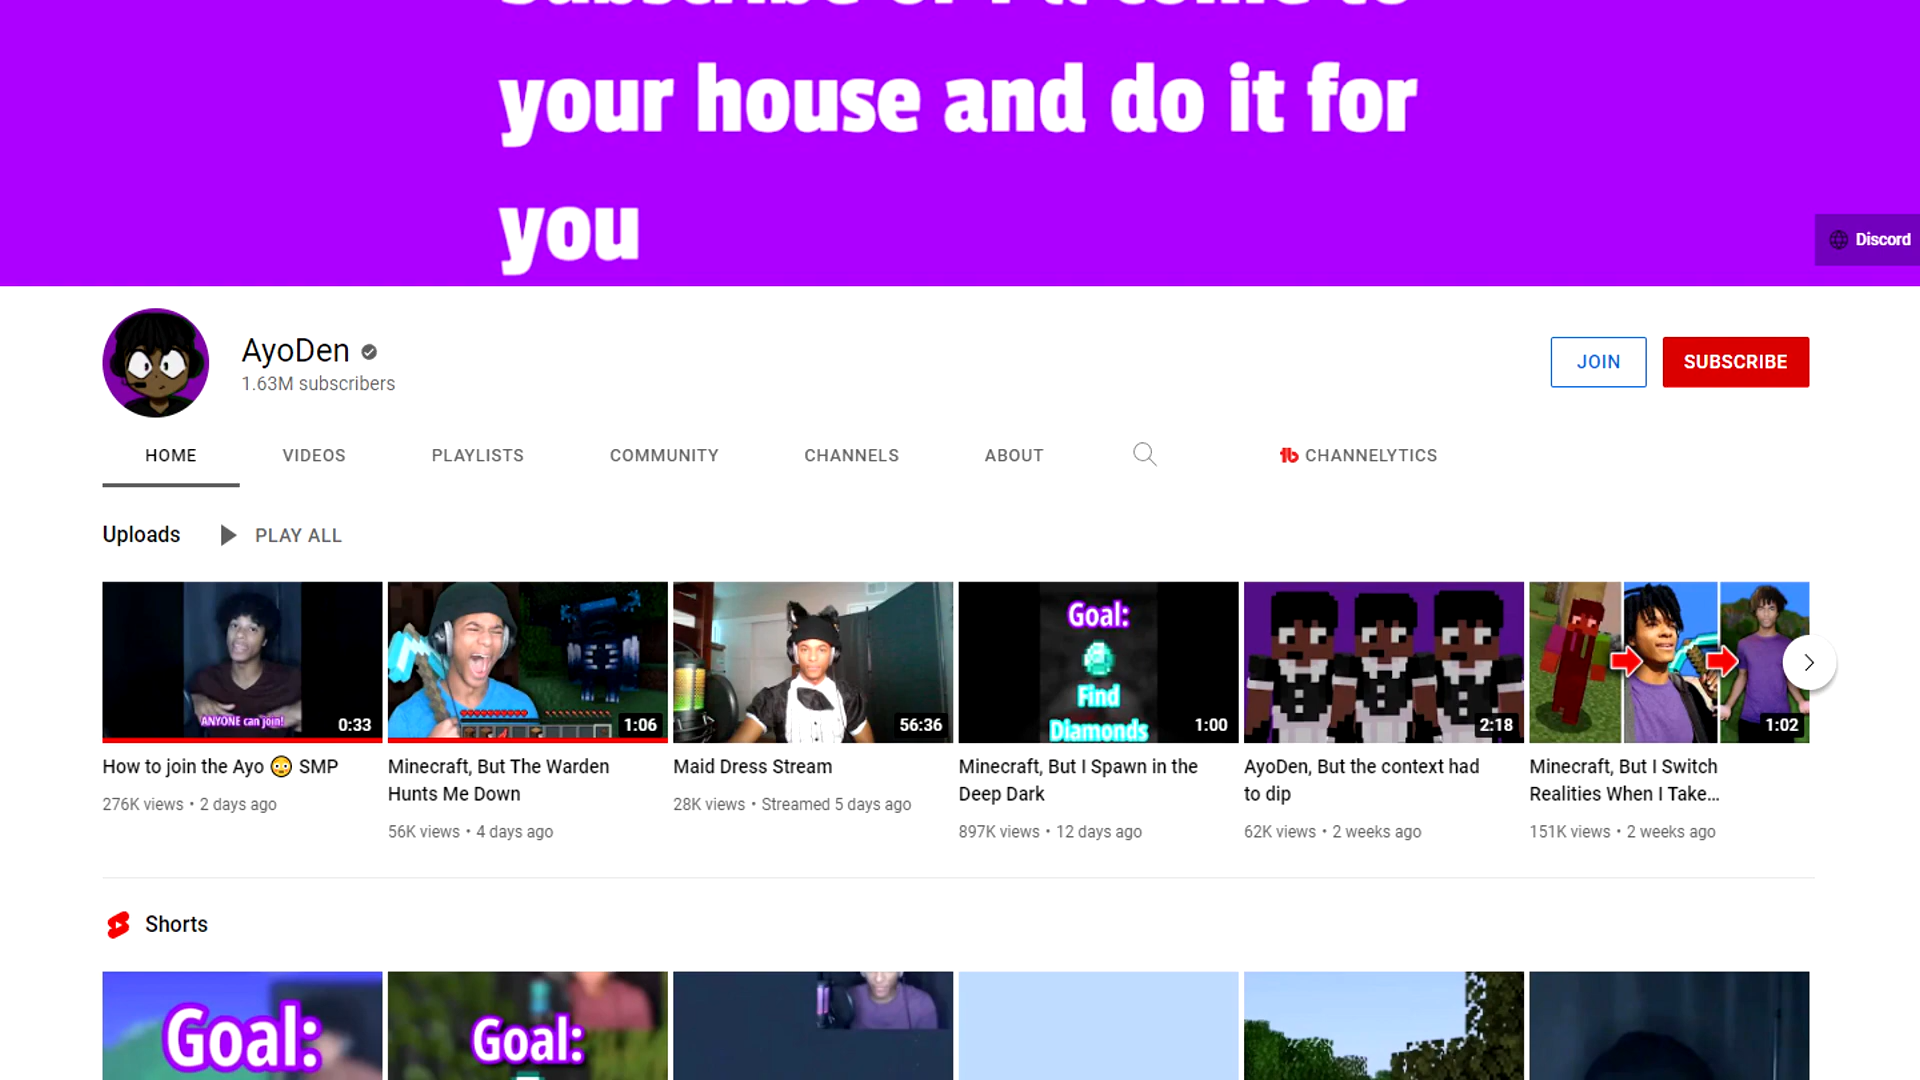 your house and do it for
you
Discord
AyoDen
1.63M subscribers
JOIN
SUBSCRIBE
HOME
VIDEOS
PLAYLISTS
COMMUNITY
CHANNELS
ABOUT
CHANNELYTICS
Uploads
PLAY ALL
ANYONE can join!
0:33
1:06
56:36
Goal:
Find
Diamonds
1:00
2:18
1:02
How to join the Ayo 😳 SMP
276K views • 2 days ago
Minecraft, But The Warden
Hunts Me Down
56K views • 4 days ago
Maid Dress Stream
28K views • Streamed 5 days ago
Minecraft, But I Spawn in the
Deep Dark
897K views • 12 days ago
AyoDen, But the context had
to dip
62K views • 2 weeks ago
Minecraft, But I Switch
Realities When I Take...
151K views • 2 weeks ago
Shorts
Goal:
Goal: